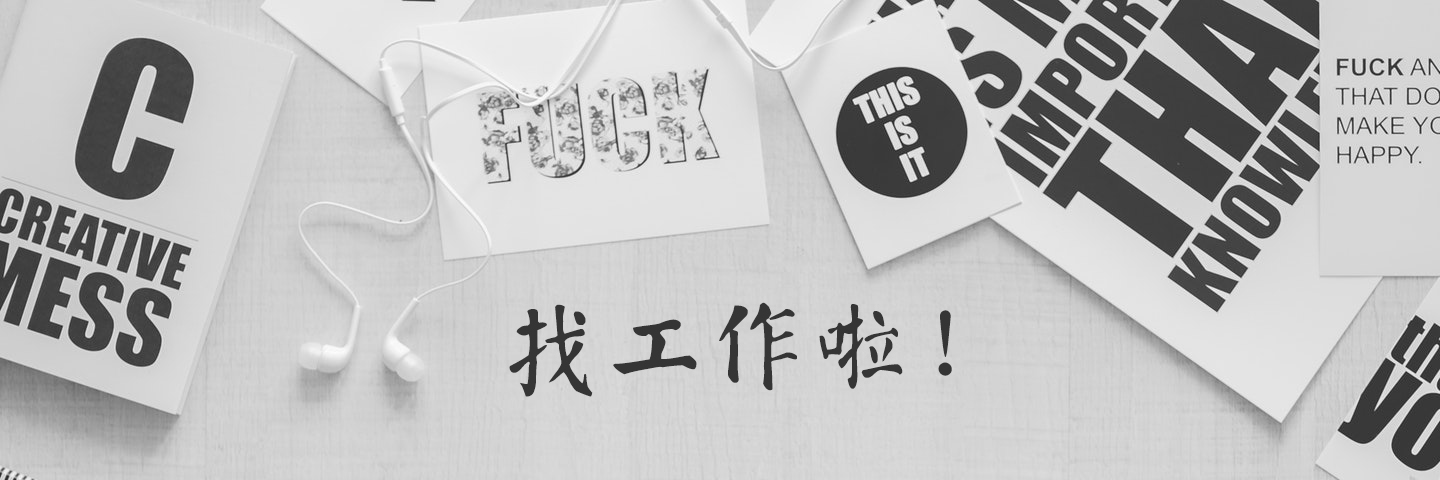 C
CREATIVE
MESS
FUCK
THIS
IS
IT
IMPOR
THA
KNOW
FUCK AN
THAT DO
MAKE YO
HAPPY.
YO
找工作啦!